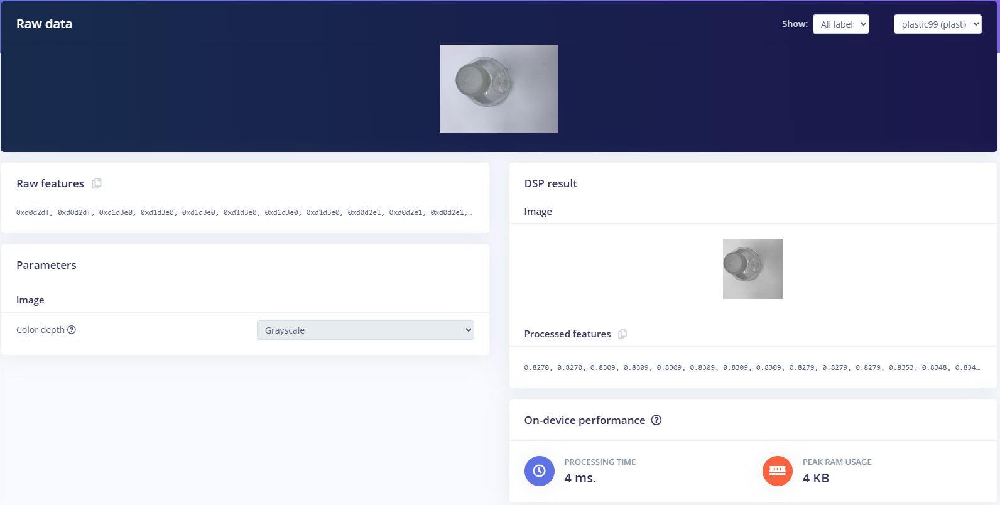 Raw data
Show:
All label
plastic99 (plasti
Raw features
0xd0d2df, 0xd0d2df, 0xd1d3e0, 0xd1d3e0, 0xd1d3e0, 0xd1d3e0, 0xd1d3e0, 0xd1d3e0, 0xd0d2e1, 0xd0d2e1, 0xd0d2e1,…
Parameters
Image
Color depth
Grayscale
DSP result
Image
Processed features
0.8270, 0.8270, 0.8309, 0.8309, 0.8309, 0.8309, 0.8309, 0.8309, 0.8279, 0.8279, 0.8279, 0.8353, 0.8348, 0.834…
On-device performance
PROCESSING TIME
4 ms.
PEAK RAM USAGE
4 KB